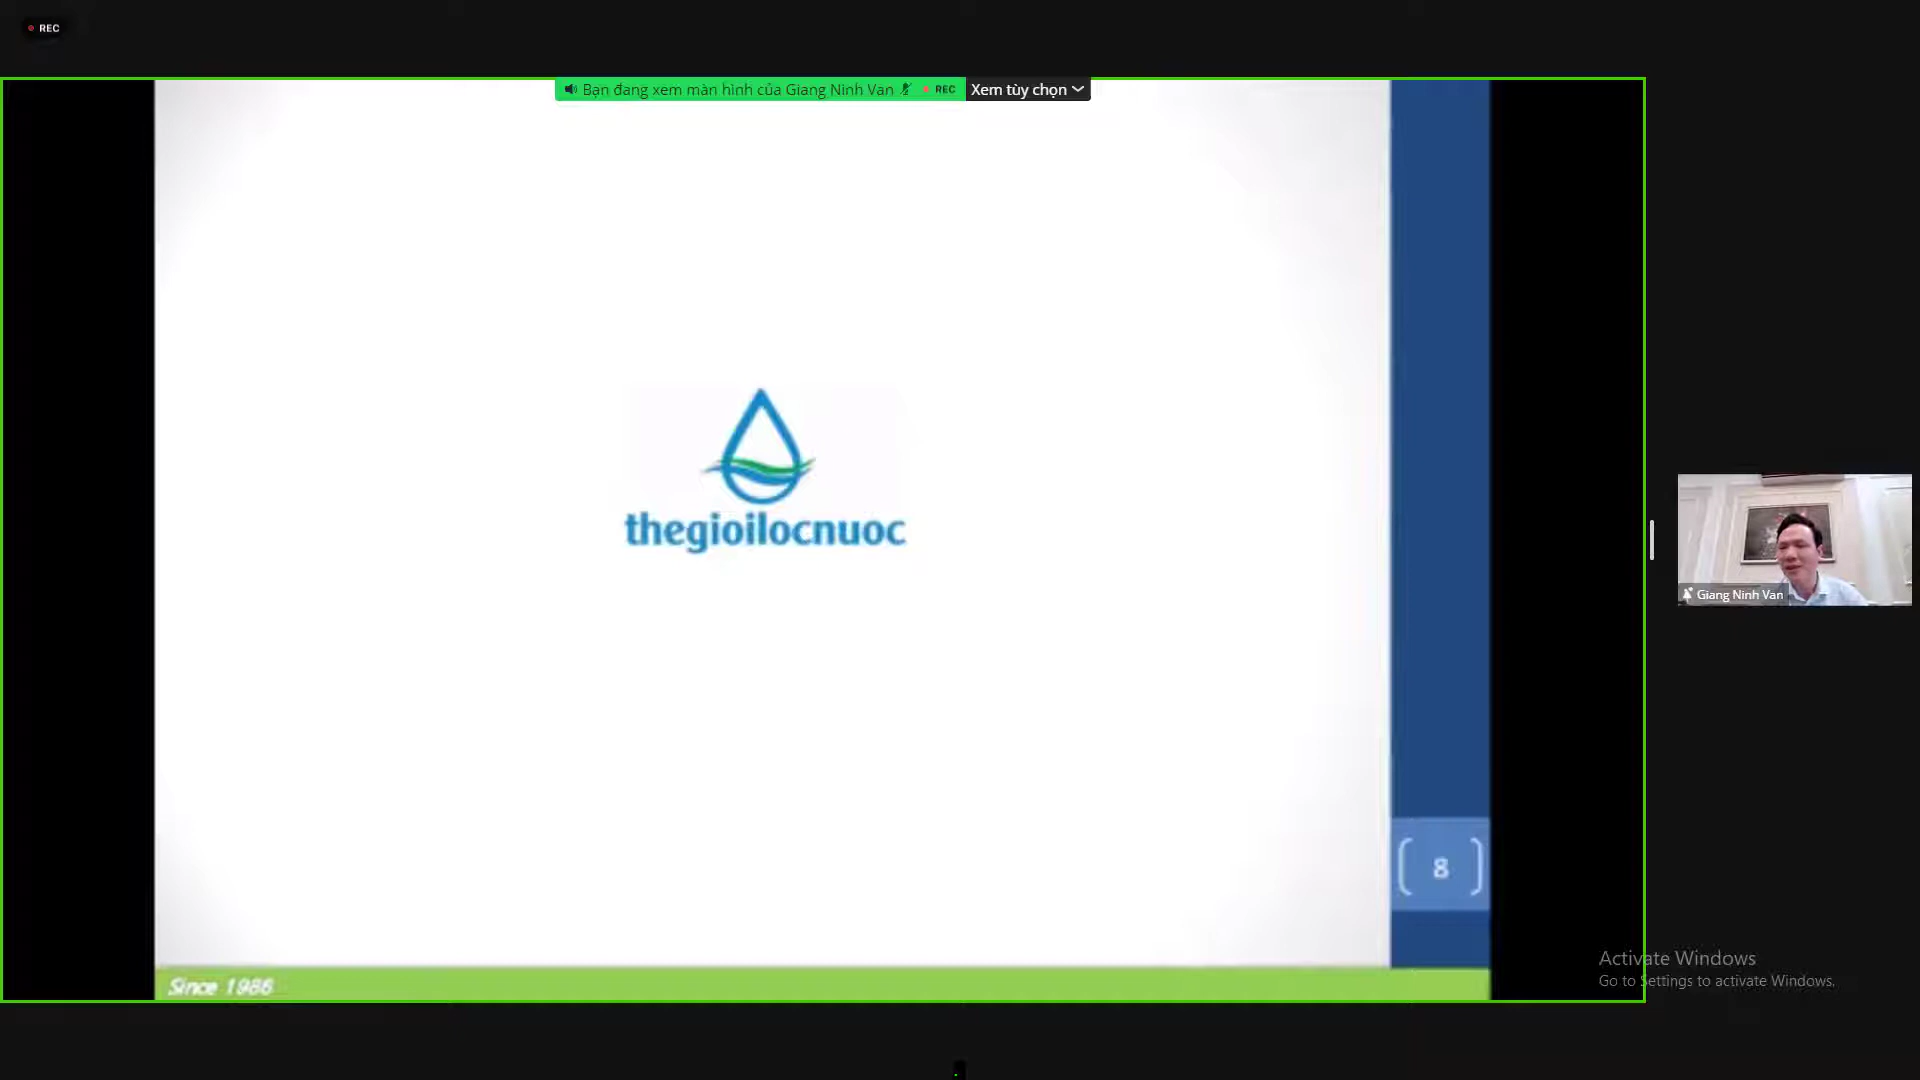 REC
Bạn đang xem màn hình của Giang Ninh Van REC Xem tùy chọn
thegioilocnuoc
Giang Ninh Van
8
Activate Windows
Go to Settings to activate Windows.
Since 1986